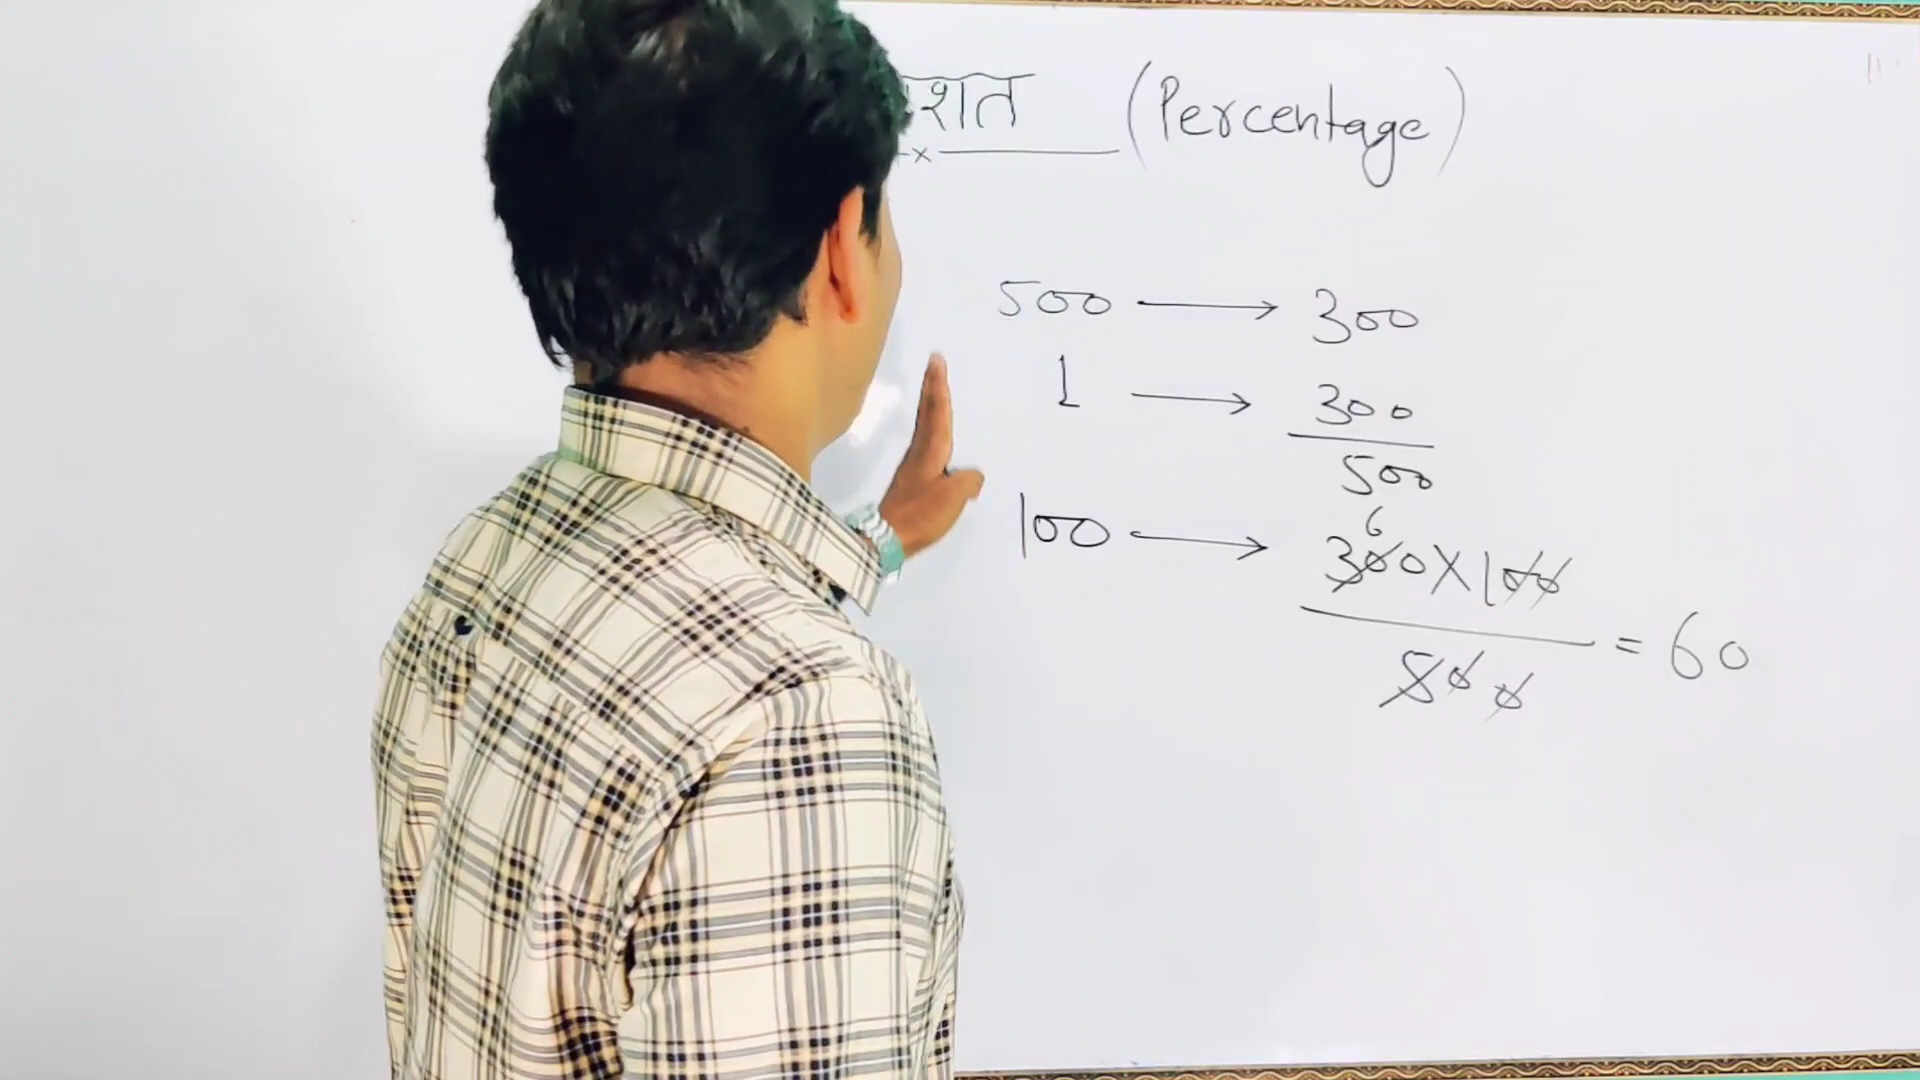 शत (Percentage)
500 → 300
1 → 300
500
100 → 300 X 100
6
500
= 60